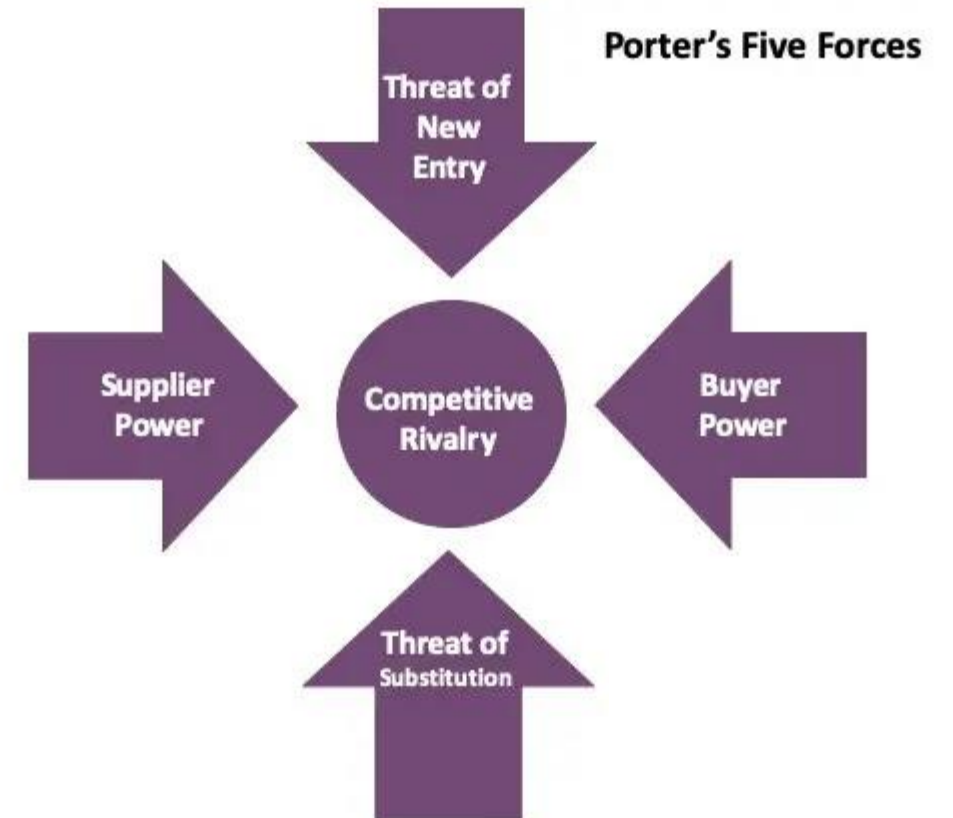 Porter’s Five Forces
Threat of
New
Entry
Supplier
Power
Competitive
Rivalry
Buyer
Power
Threat of
Substitution